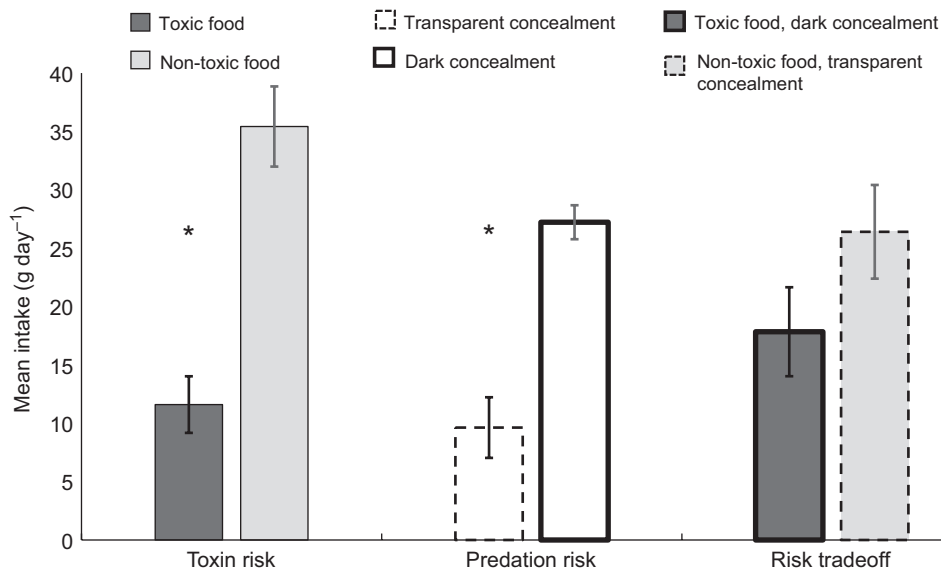 Toxic food
Non-toxic food
Transparent concealment
Dark concealment
Toxic food, dark concealment
Non-toxic food, transparent
concealment
Mean intake (g day⁻¹)
40
35
30
25
20
15
10
5
0
*
*
Toxin risk
Predation risk
Risk tradeoff